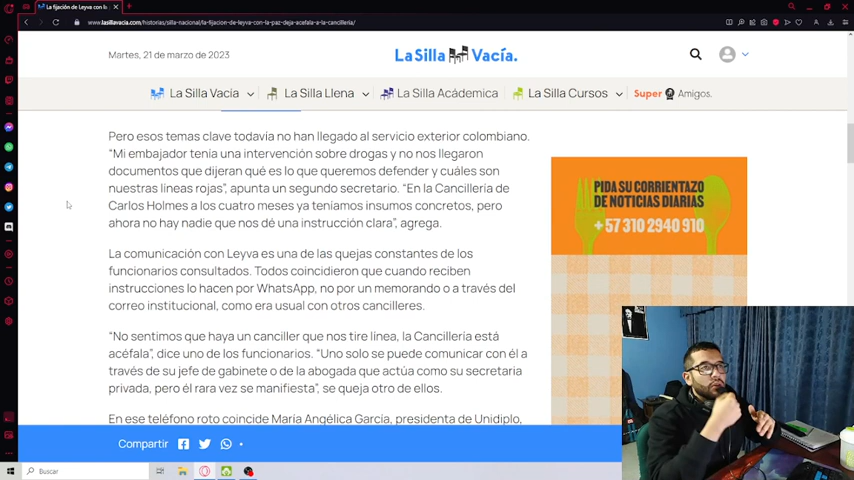 La fijación de Leyva con la
www.lasillavacia.com/historias/silla-nacional/la-fijacion-de-leyva-con-la-paz-deja-acefala-a-la-cancilleria/
Martes, 21 de marzo de 2023
La Silla Vacía.
La Silla Vacía
La Silla Llena
La Silla Académica
La Silla Cursos
Super Amigos.
Pero esos temas clave todavía no han llegado al servicio exterior colombiano.
“Mi embajador tenía una intervención sobre drogas y no nos llegaron
documentos que dijeran qué es lo que queremos defender y cuáles son
nuestras líneas rojas”, apunta un segundo secretario. “En la Cancillería de
Carlos Holmes a los cuatro meses ya teníamos insumos concretos, pero
ahora no hay nadie que nos dé una instrucción clara”, agrega.
PIDA SU CORRIENTAZO
DE NOTICIAS DIARIAS
+57 310 2940 910
La comunicación con Leyva es una de las quejas constantes de los
funcionarios consultados. Todos coincidieron que cuando reciben
instrucciones lo hacen por WhatsApp, no por un memorando o a través del
correo institucional, como era usual con otros cancilleres.
“No sentimos que haya un canciller que nos tire línea, la Cancillería está
acéfala”, dice uno de los funcionarios. “Uno solo se puede comunicar con él a
través de su jefe de gabinete o de la abogada que actúa como su secretaria
privada, pero él rara vez se manifiesta”, se queja otro de ellos.
En ese teléfono roto coincide María Angélica García, presidenta de Unidiplo,
Compartir
Buscar